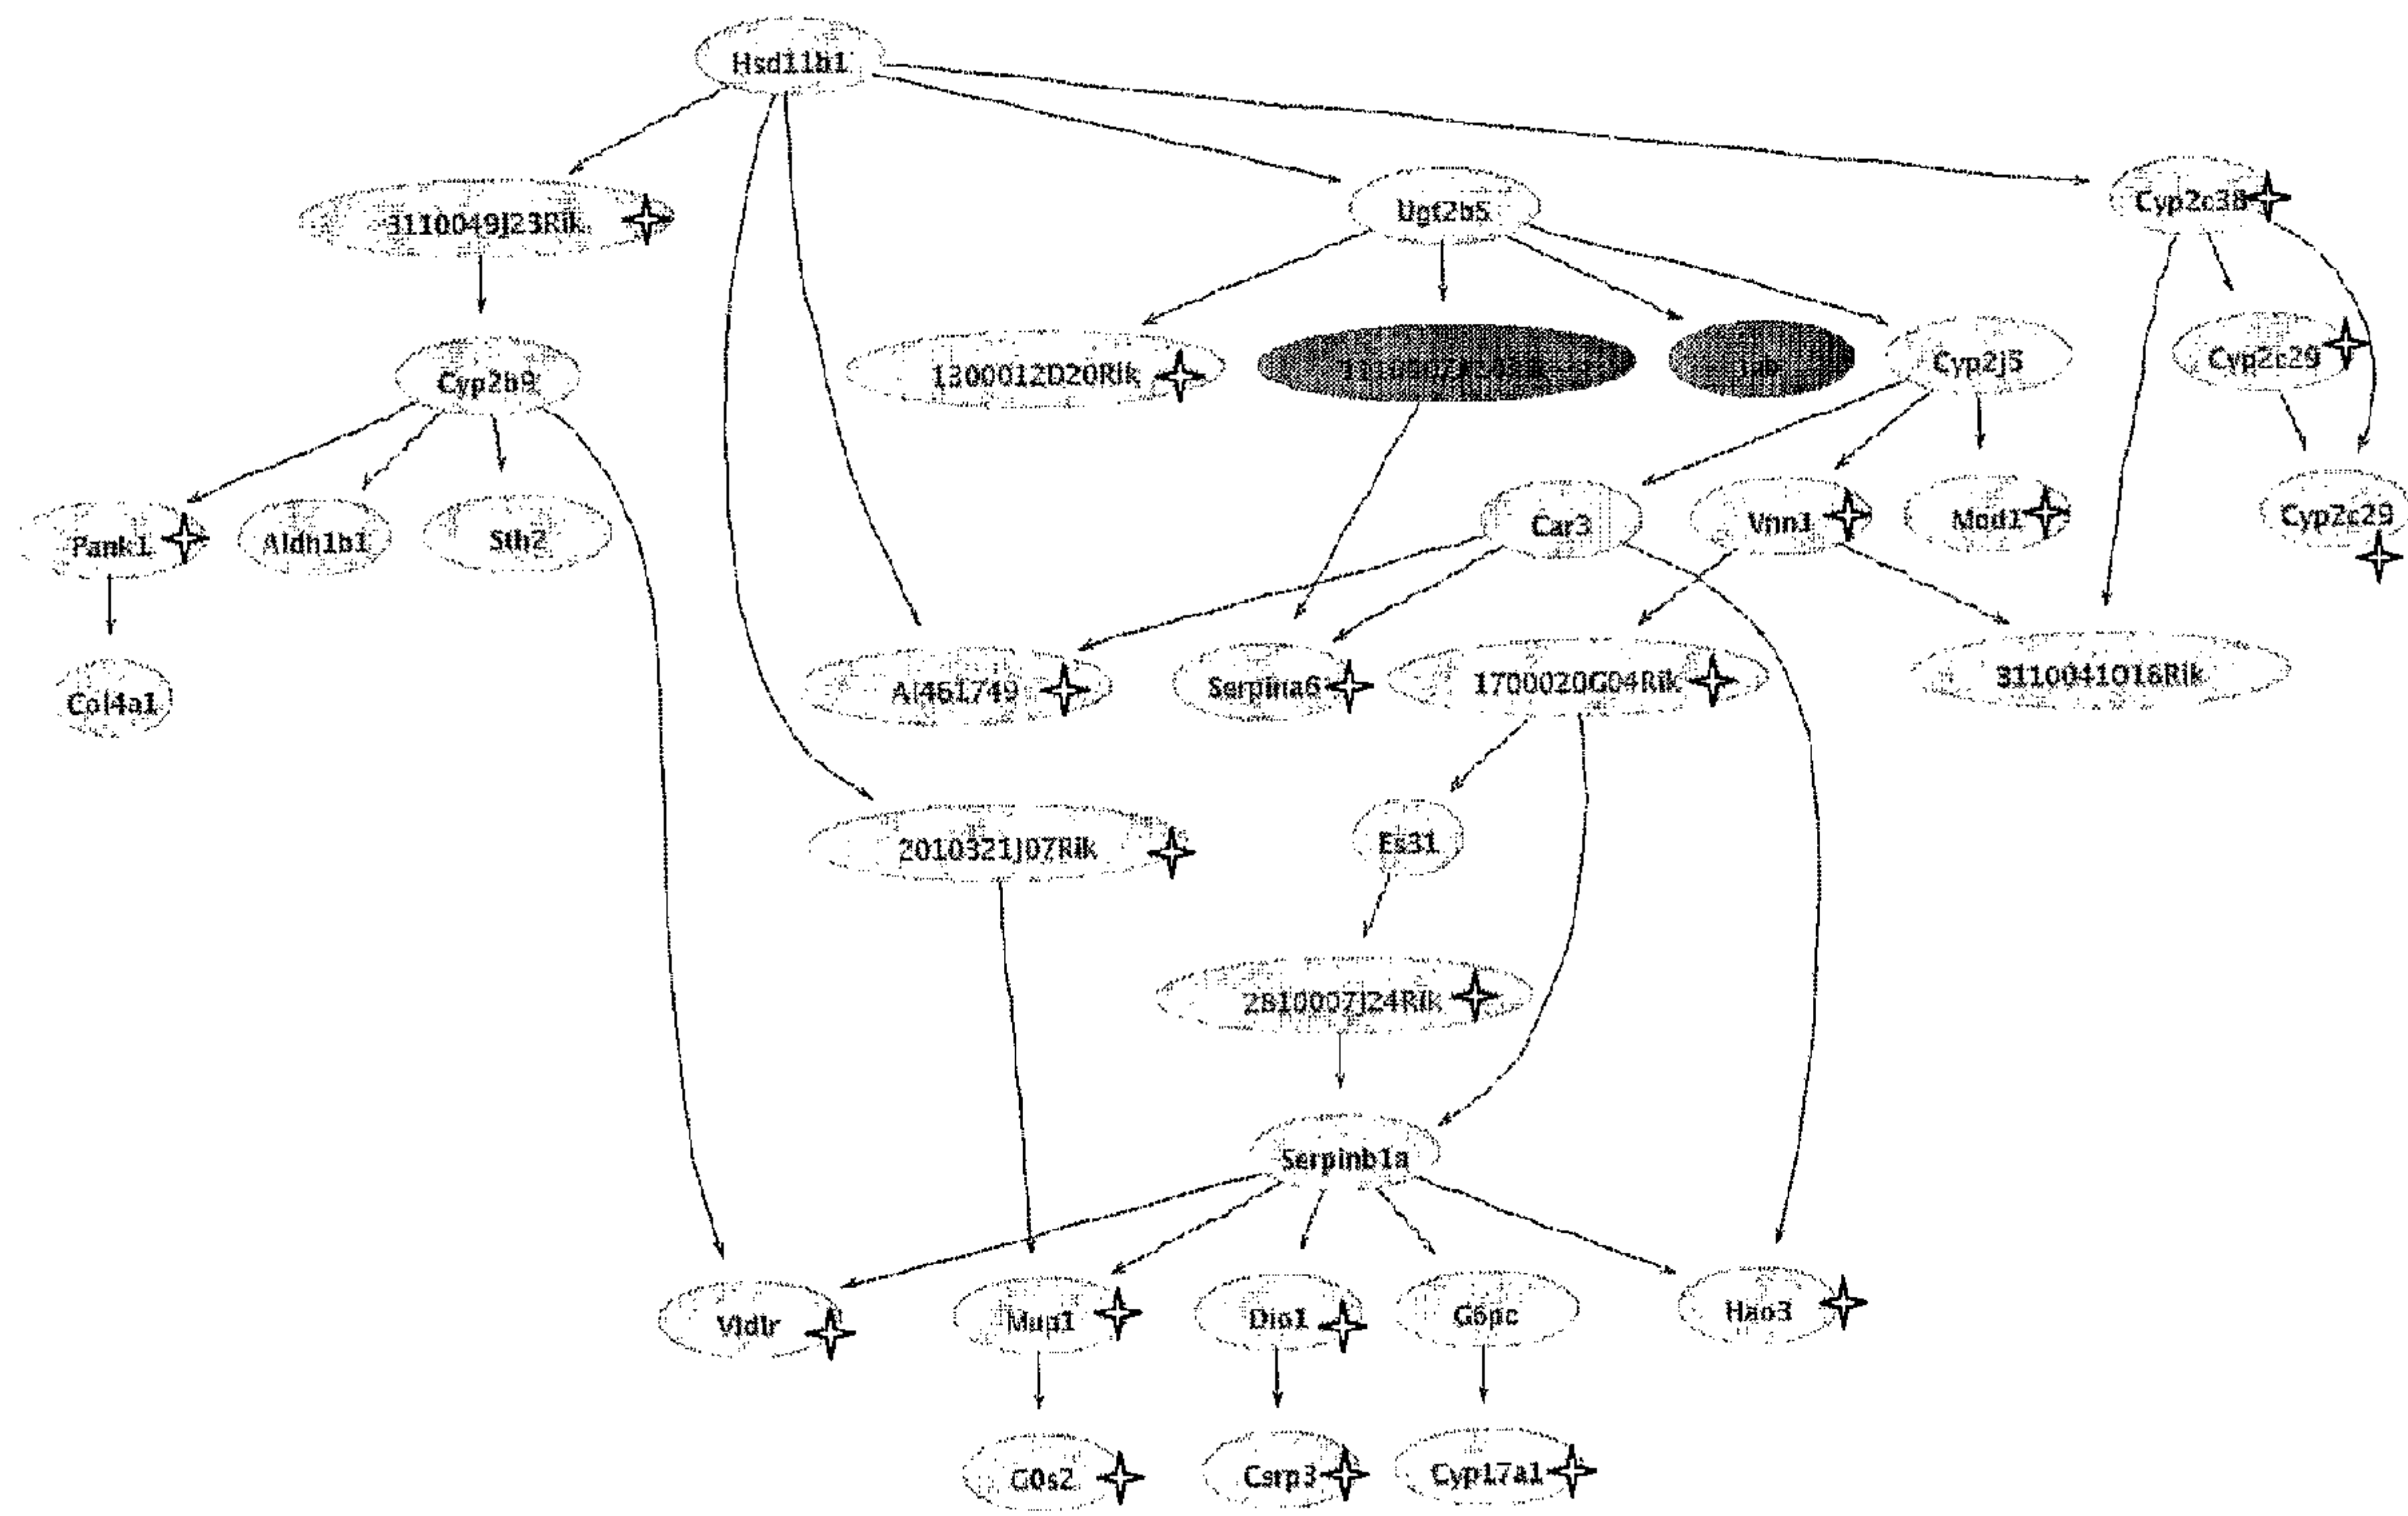 Hsd11b1
3110049J23Rik
Ugt2b5
Cyp2c38
Cyp2b9
1300012D20Rik
Cyp2j5
Cyp2c29
Pank1
Aldh1b1
Sth2
Car3
Vnn1
Mod1
Cyp2c29
Col4a1
AI461749
Serpina6
1700020G04Rik
3110041O18Rik
2010321J07Rik
Es31
2810007J24Rik
Serpinb1a
Vldlr
Mup1
Dio1
G6pc
Hao3
G0s2
Csrp3
Cyp17a1